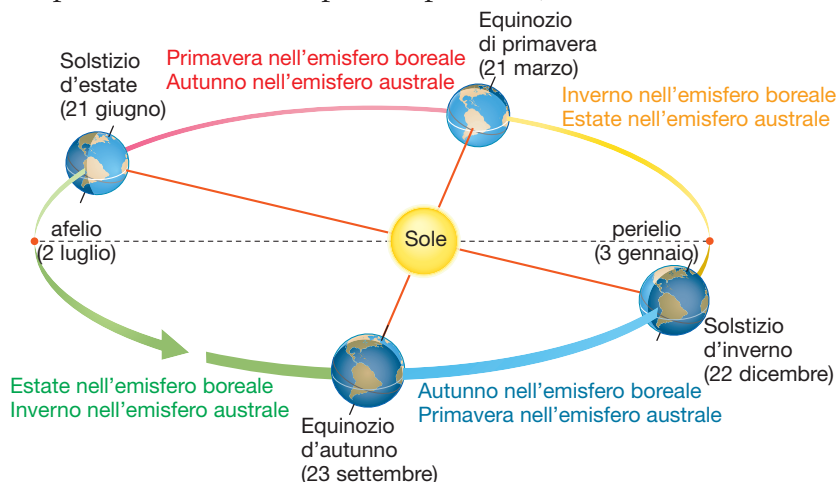 Solstizio
d'estate
(21 giugno)
Primavera nell'emisfero boreale
Autunno nell'emisfero australe
Equinozio
di primavera
(21 marzo)
Inverno nell'emisfero boreale
Estate nell'emisfero australe
afelio
(2 luglio)
Sole
perielio
(3 gennaio)
Solstizio
d'inverno
(22 dicembre)
Estate nell'emisfero boreale
Inverno nell'emisfero australe
Equinozio
d'autunno
(23 settembre)
Autunno nell'emisfero boreale
Primavera nell'emisfero australe